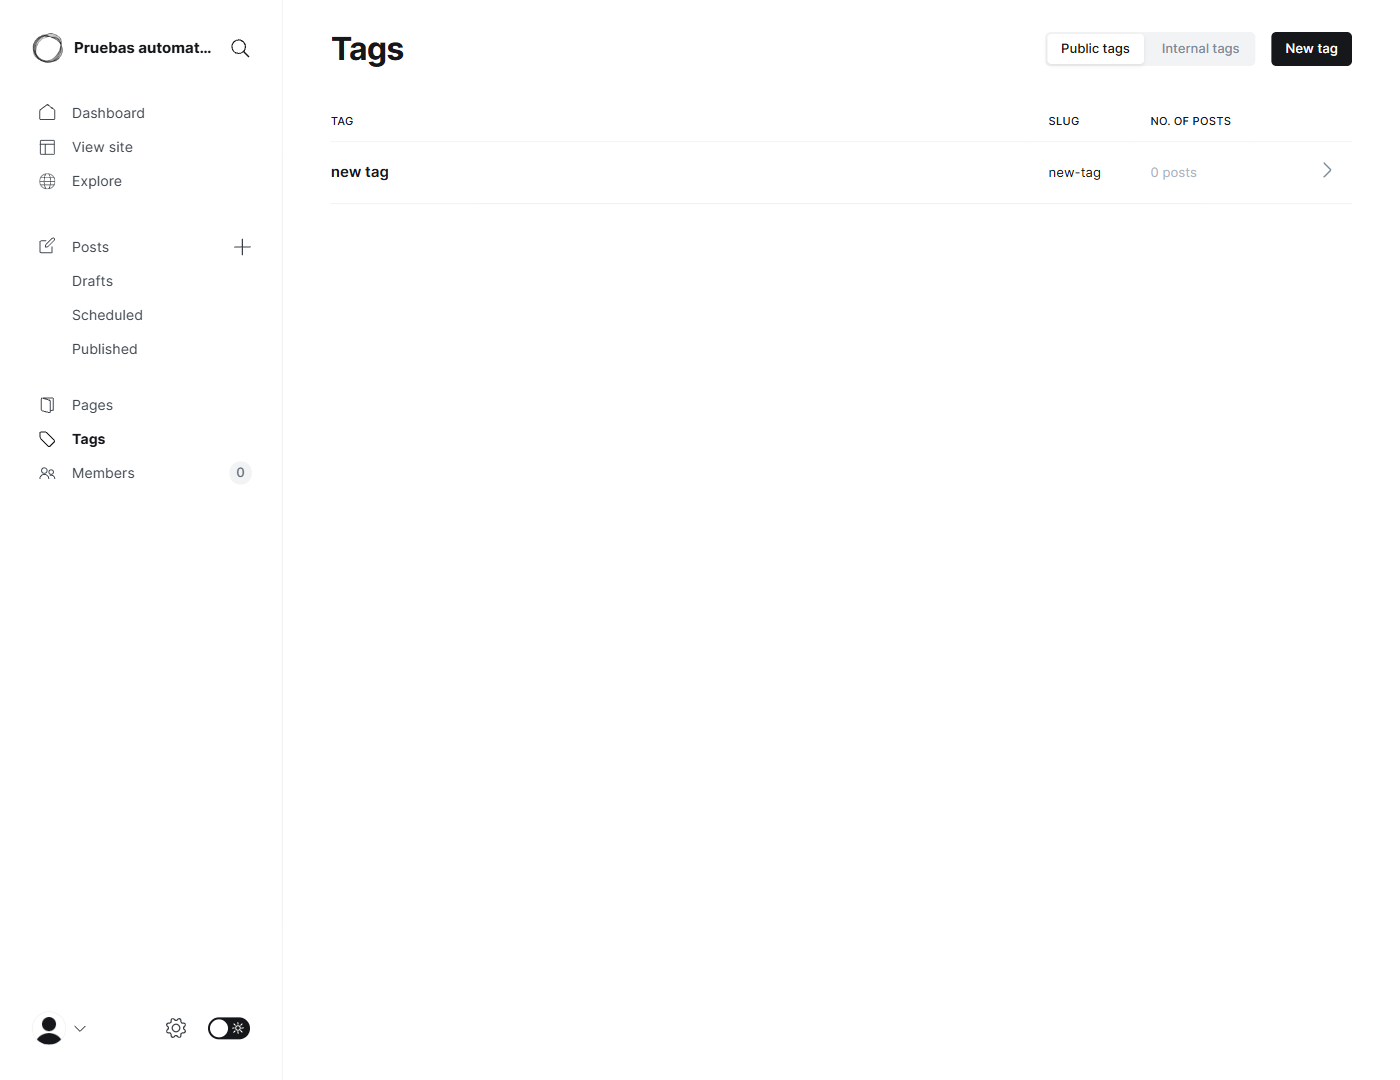 Pruebas automat...
Dashboard
View site
Explore
Posts
Drafts
Scheduled
Published
Pages
Tags
Members 0
Tags
Public tags Internal tags New tag
TAG SLUG NO. OF POSTS
new tag new-tag 0 posts